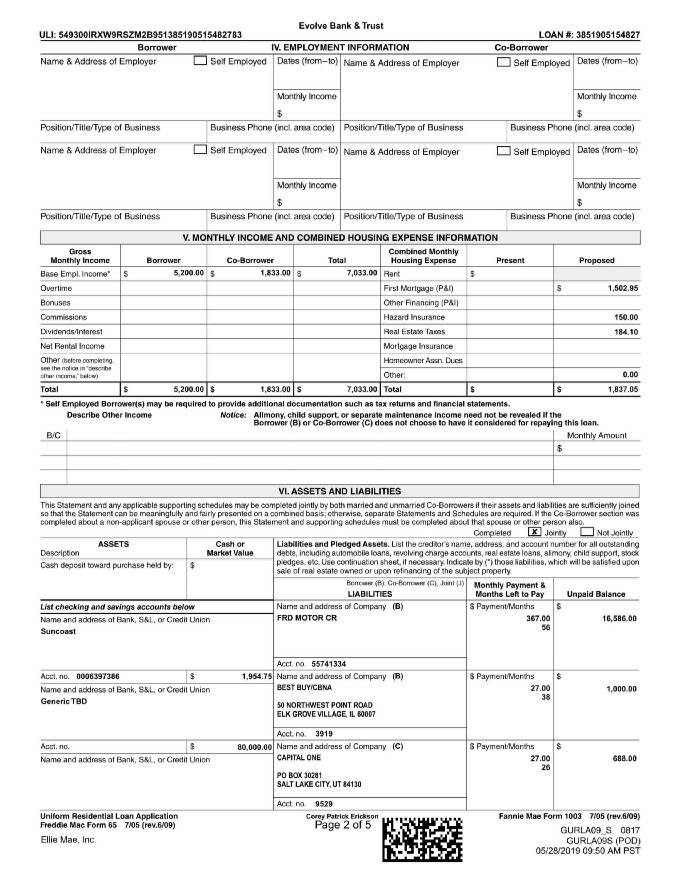 Evolve Bank & Trust
ULI: 549300IRXW9RSZM2B951385190515482783 LOAN #: 3851905154827
Borrower IV. EMPLOYMENT INFORMATION Co-Borrower
Name & Address of Employer Self Employed Dates (from–to) Name & Address of Employer Self Employed Dates (from–to)
Monthly Income Monthly Income
$ $
Position/Title/Type of Business Business Phone (incl. area code) Position/Title/Type of Business Business Phone (incl. area code)
Name & Address of Employer Self Employed Dates (from–to) Name & Address of Employer Self Employed Dates (from–to)
Monthly Income Monthly Income
$ $
Position/Title/Type of Business Business Phone (incl. area code) Position/Title/Type of Business Business Phone (incl. area code)
V. MONTHLY INCOME AND COMBINED HOUSING EXPENSE INFORMATION
Gross Combined Monthly
Monthly Income Borrower Co-Borrower Total Housing Expense Present Proposed
Base Empl. Income* $ 5,200.00 $ 1,833.00 $ 7,033.00 Rent $
Overtime First Mortgage (P&I) $ 1,502.95
Bonuses Other Financing (P&I)
Commissions Hazard Insurance 150.00
Dividends/Interest Real Estate Taxes 184.10
Net Rental Income Mortgage Insurance
Other (before completing, Homeowner Assn. Dues
see the notice in "describe
other income," below) Other: 0.00
Total $ 5,200.00 $ 1,833.00 $ 7,033.00 Total $ $ 1,837.05
* Self Employed Borrower(s) may be required to provide additional documentation such as tax returns and financial statements.
Describe Other Income Notice: Alimony, child support, or separate maintenance income need not be revealed if the
Borrower (B) or Co-Borrower (C) does not choose to have it considered for repaying this loan.
B/C Monthly Amount
$
VI. ASSETS AND LIABILITIES
This Statement and any applicable supporting schedules may be completed jointly by both married and unmarried Co-Borrowers if their assets and liabilities are sufficiently joined
so that the Statement can be meaningfully and fairly presented on a combined basis; otherwise, separate Statements and Schedules are required. If the Co-Borrower section was
completed about a non-applicant spouse or other person, this Statement and supporting schedules must be completed about that spouse or other person also.
Completed X Jointly Not Jointly
ASSETS Cash or Liabilities and Pledged Assets. List the creditor's name, address, and account number for all outstanding
Description Market Value debts, including automobile loans, revolving charge accounts, real estate loans, alimony, child support, stock
Cash deposit toward purchase held by: $ pledges, etc. Use continuation sheet, if necessary. Indicate by (*) those liabilities, which will be satisfied upon
sale of real estate owned or upon refinancing of the subject property.
Borrower (B), Co-Borrower (C), Joint (J) Monthly Payment &
LIABILITIES Months Left to Pay Unpaid Balance
List checking and savings accounts below Name and address of Company (B) $ Payment/Months $
Name and address of Bank, S&L, or Credit Union FRD MOTOR CR 367.00 16,586.00
Suncoast 56
Acct. no. 55741334
Acct. no. 0006397386 $ 1,954.75 Name and address of Company (B) $ Payment/Months $
Name and address of Bank, S&L, or Credit Union BEST BUY/CBNA 27.00 1,000.00
Generic TBD 38
50 NORTHWEST POINT ROAD
ELK GROVE VILLAGE, IL 60007
Acct. no. 3919
Acct. no. $ 80,000.00 Name and address of Company (C) $ Payment/Months $
Name and address of Bank, S&L, or Credit Union CAPITAL ONE 27.00 688.00
26
PO BOX 30281
SALT LAKE CITY, UT 84130
Acct. no. 9529
Uniform Residential Loan Application Corey Patrick Erickson Fannie Mae Form 1003 7/05 (rev.6/09)
Freddie Mac Form 65 7/05 (rev.6/09) Page 2 of 5
GURLA09_S 0817
Ellie Mae, Inc. GURLA09S (POD)
05/28/2019 09:50 AM PST